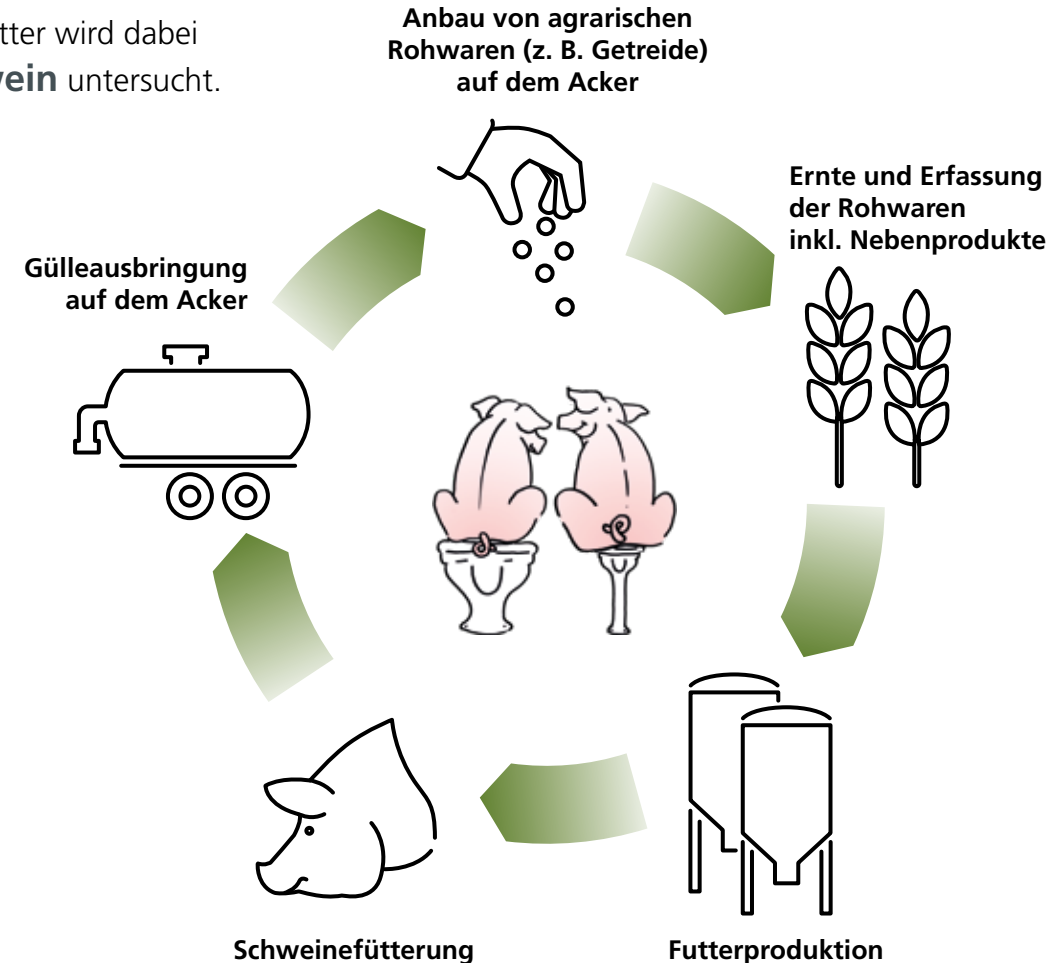 tter wird dabei
ein untersucht.
Anbau von agrarischen
Rohwaren (z. B. Getreide)
auf dem Acker
Ernte und Erfassung
der Rohwaren
inkl. Nebenprodukte
Gülleausbringung
auf dem Acker
Schweinefütterung
Futterproduktion